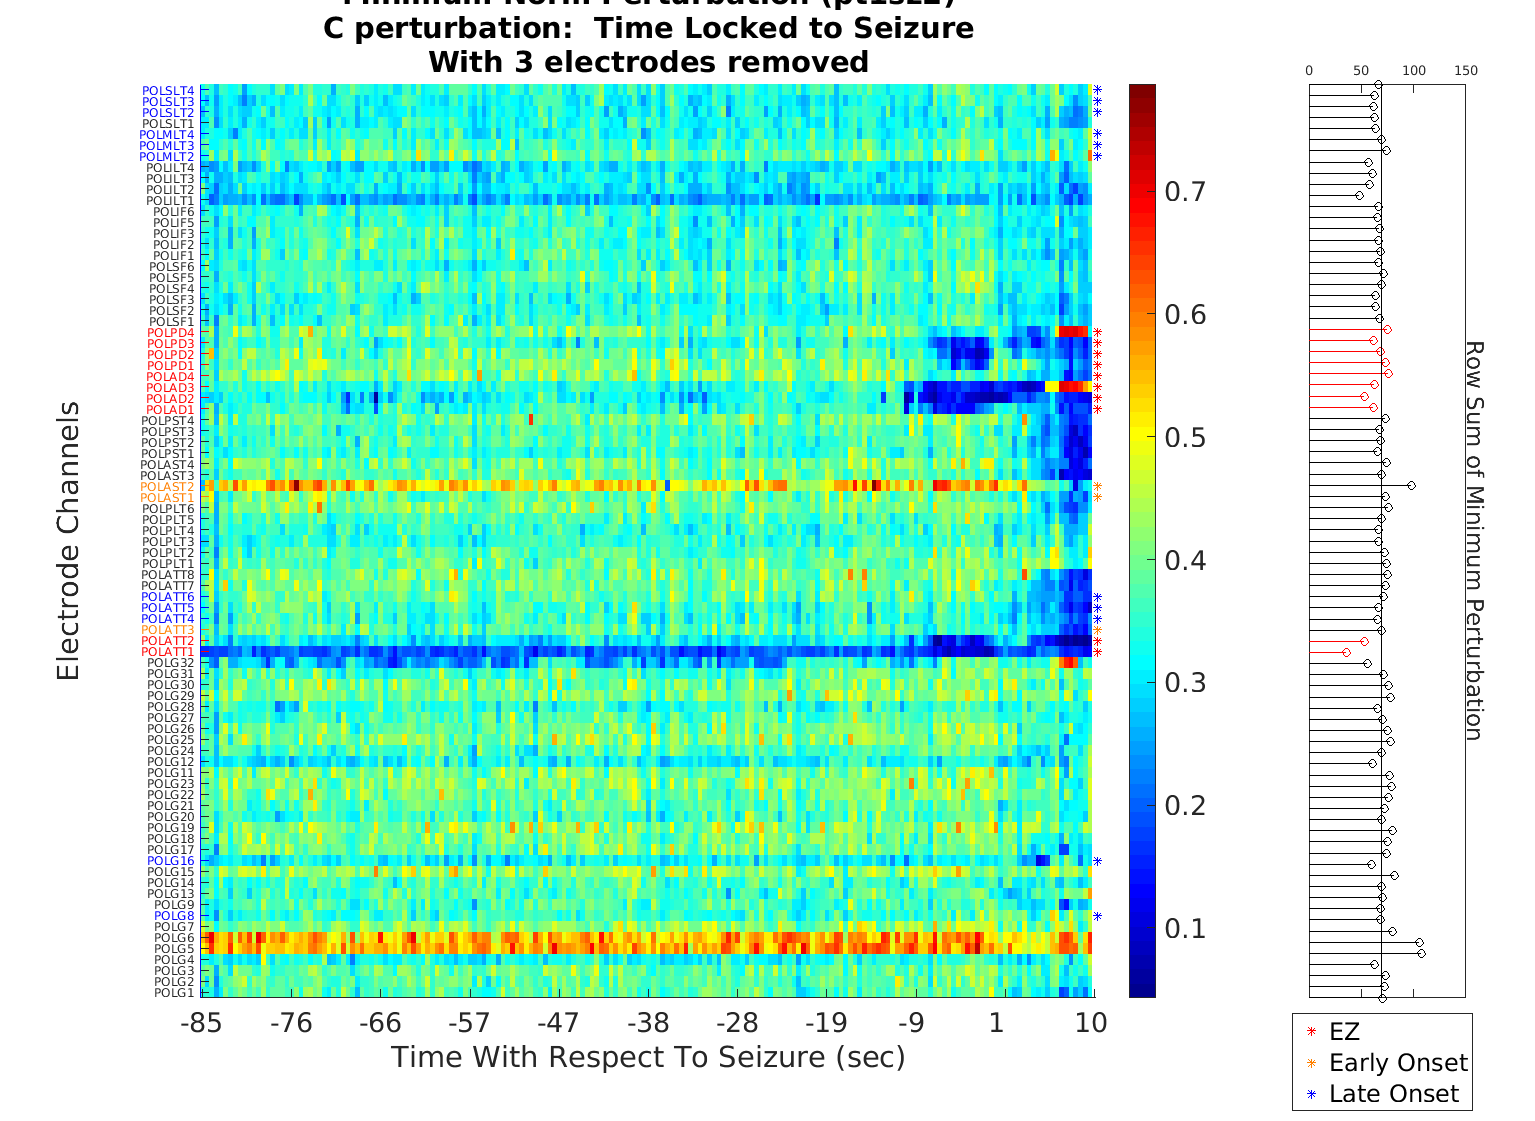 Minimum Norm Perturbation (pt1sz2)
C perturbation:  Time Locked to Seizure
With 3 electrodes removed
0 50 100 150
POLSLT4
POLSLT3
POLSLT2
POLSLT1
POLMLT4
POLMLT3
POLMLT2
POLILT4
POLILT3
POLILT2
POLILT1
POLIF6
POLIF5
POLIF3
POLIF2
POLIF1
POLSF6
POLSF5
POLSF4
POLSF3
POLSF2
POLSF1
POLPD4
POLPD3
POLPD2
POLPD1
POLAD4
POLAD3
POLAD2
POLAD1
POLPST4
POLPST3
POLPST2
POLPST1
POLAST4
POLAST3
POLAST2
POLAST1
POLPLT6
POLPLT5
POLPLT4
POLPLT3
POLPLT2
POLPLT1
POLATT8
POLATT7
POLATT6
POLATT5
POLATT4
POLATT3
POLATT2
POLATT1
POLG32
POLG31
POLG30
POLG29
POLG28
POLG27
POLG26
POLG25
POLG24
POLG12
POLG11
POLG23
POLG22
POLG21
POLG20
POLG19
POLG18
POLG17
POLG16
POLG15
POLG14
POLG13
POLG9
POLG8
POLG7
POLG6
POLG5
POLG4
POLG3
POLG2
POLG1
Electrode Channels
-85 -76 -66 -57 -47 -38 -28 -19 -9 1 10
Time With Respect To Seizure (sec)
0.7
0.6
0.5
0.4
0.3
0.2
0.1
Row Sum of Minimum Perturbation
EZ
Early Onset
Late Onset